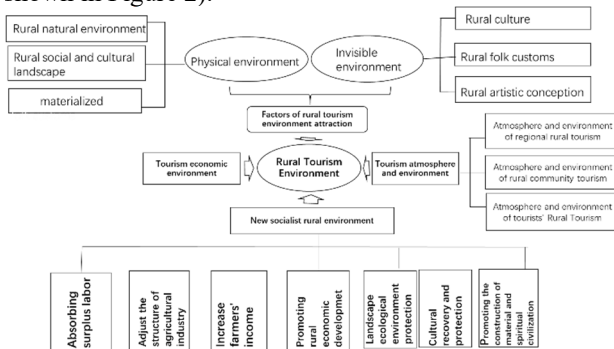 shown in Figure 2).
Rural natural environment
Rural social and cultural
landscape
materialized
Physical environment
Invisible
environment
Rural culture
Rural folk customs
Rural artistic conception
Factors of rural tourism
environment attraction
Tourism economic
environment
Rural Tourism
Environment
Tourism atmosphere
and environment
Atmosphere and environment
of regional rural tourism
Atmosphere and environment
of rural community tourism
Atmosphere and environment
of tourists' Rural Tourism
New socialist rural environment
Absorbing
surplus labor
Adjust the
structure of
agricultural
industry
Increase
farmers'
income
Promoting
rural
economic
developmet
Landscape
ecological
environment
protection
Cultural
recovery and
protection
Promoting the
construction of
material and
spiritual
civilization